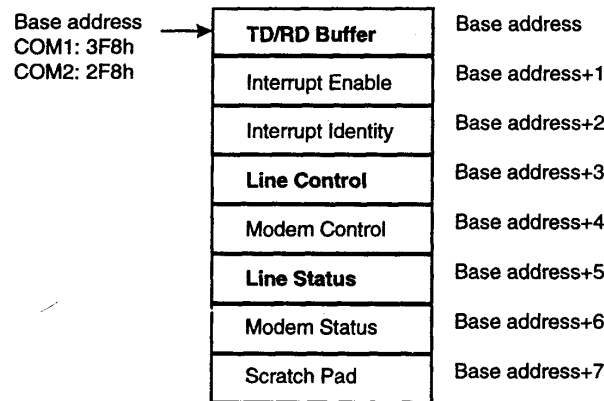 Base address
COM1: 3F8h
COM2: 2F8h
TD/RD Buffer Base address
Interrupt Enable Base address+1
Interrupt Identity Base address+2
Line Control Base address+3
Modem Control Base address+4
Line Status Base address+5
Modem Status Base address+6
Scratch Pad Base address+7